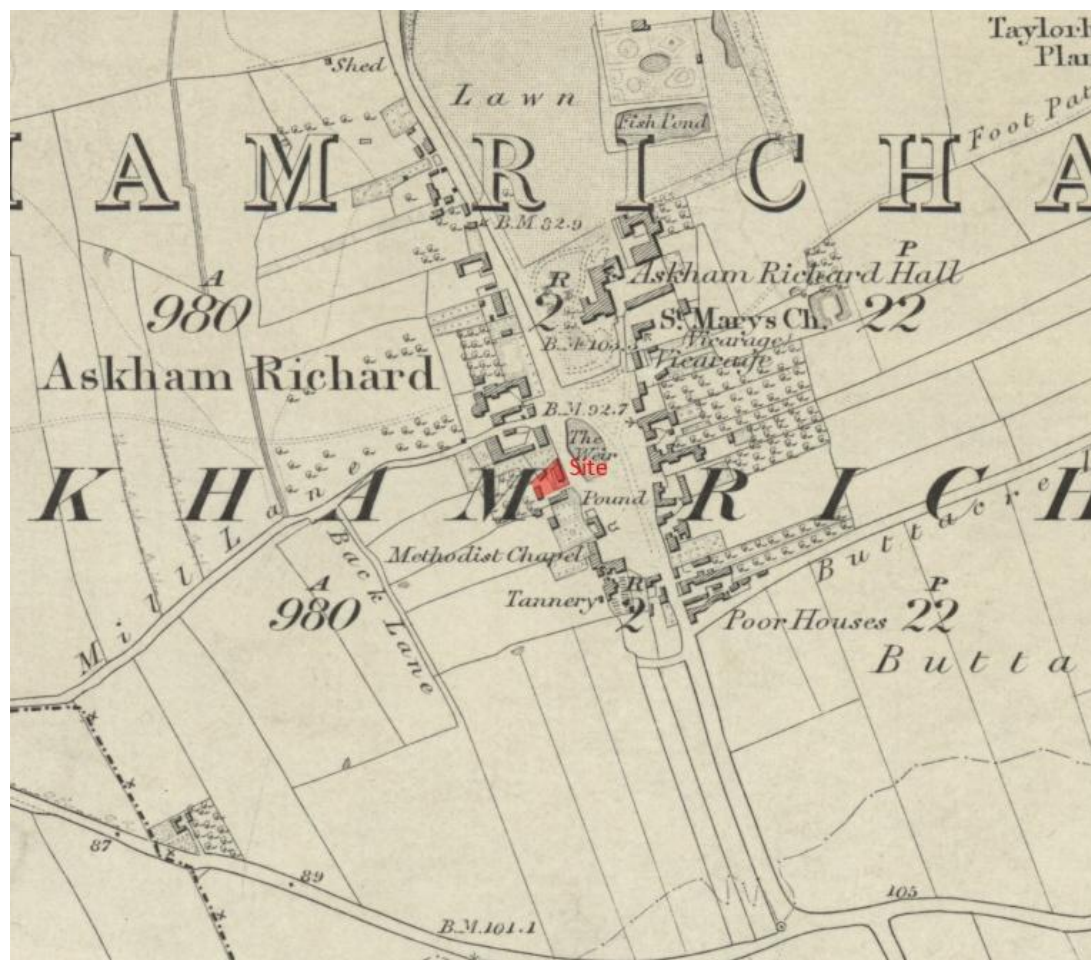 Taylor
Plan
Shed
Lawn
Fish Pond
Foot Pat
HAM RICHA
B.M. 82.9
A
980
R
2
P
22
Askham Richard Hall
St. Marys Ch.
Vicarage
Vicarage
B.M. 103.
Askham Richard
B.M. 92.7
The
Weir
Site
KHAM RICH
Pound
Mill Lane
Back Lane
Methodist Chapel
Buttacre
A
980
R
2
P
22
Tannery
Poor Houses
Butta
87
89
105
B.M. 101.1